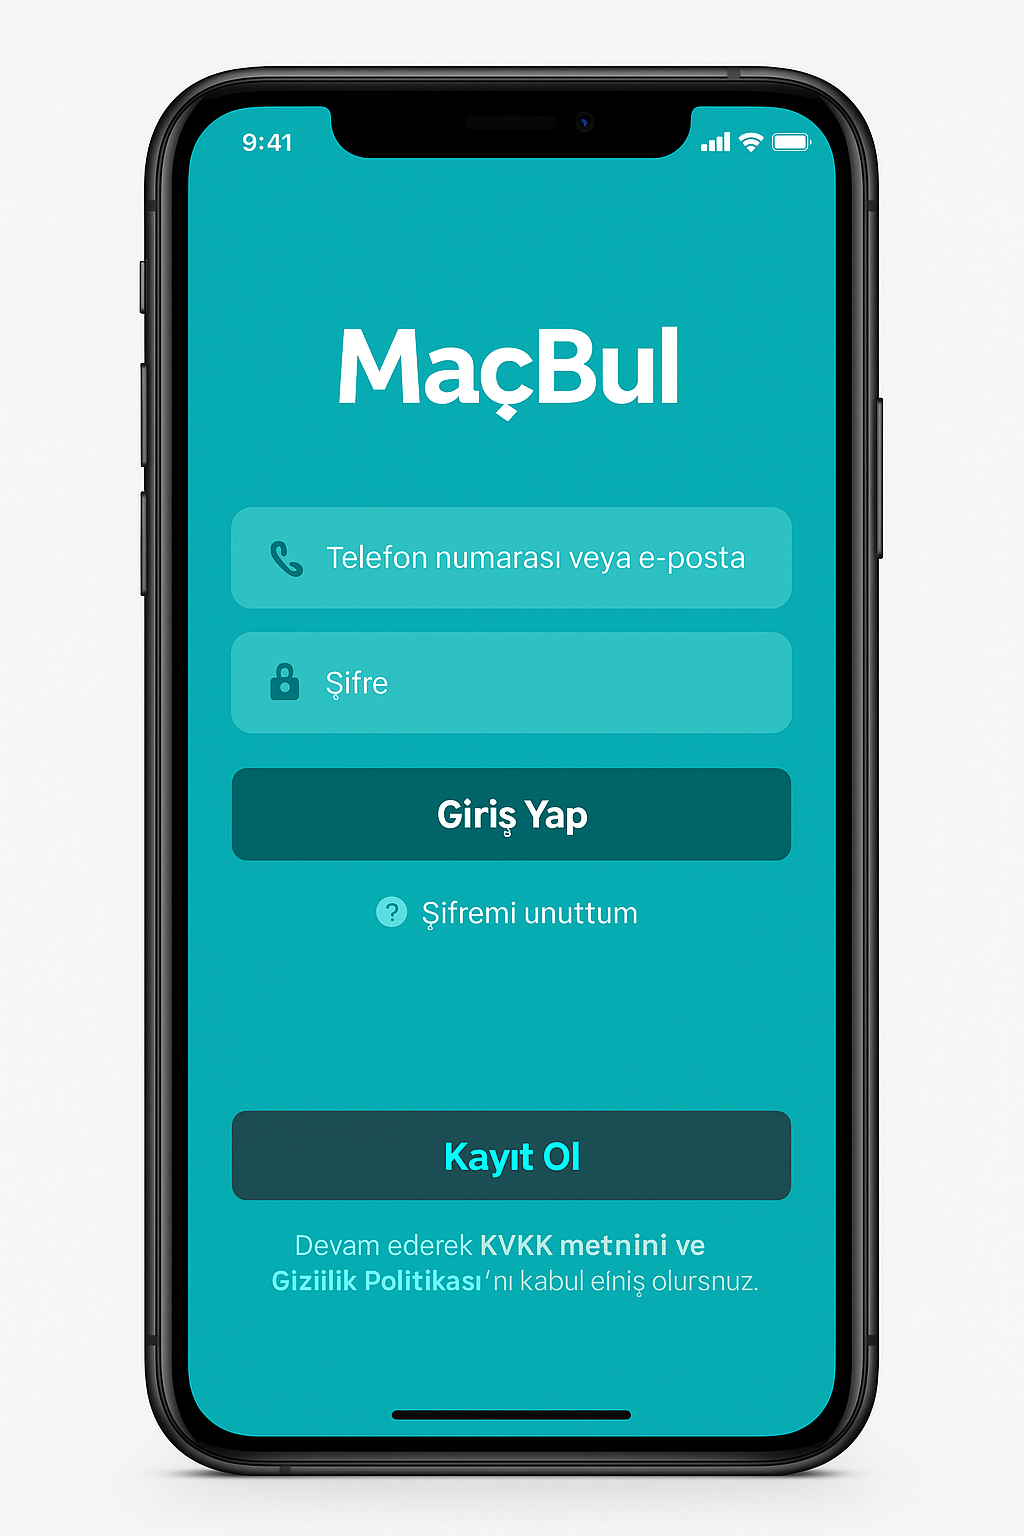 9:41
MaçBul
Telefon numarası veya e-posta
Şifre
Giriş Yap
? Şifremi unuttum
Kayıt Ol
Devam ederek KVKK metnini ve
Giziilik Politikası'nı kabul einiş olursnuz.